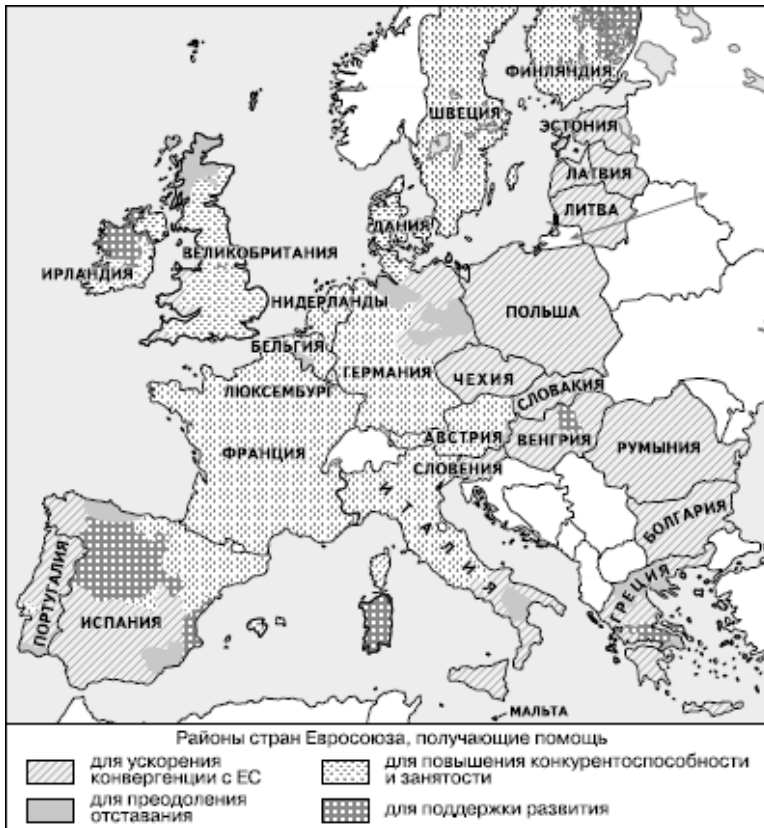 ФИНЛЯНДИЯ
ШВЕЦИЯ
ЭСТОНИЯ
ЛАТВИЯ
ЛИТВА
ДАНИЯ
ВЕЛИКОБРИТАНИЯ
ИРЛАНДИЯ
НИДЕРЛАНДЫ
ПОЛЬША
БЕЛЬГИЯ
ГЕРМАНИЯ
ЧЕХИЯ
СЛОВАКИЯ
ЛЮКСЕМБУРГ
АВСТРИЯ
ВЕНГРИЯ
РУМЫНИЯ
ФРАНЦИЯ
СЛОВЕНИЯ
ИТАЛИЯ
БОЛГАРИЯ
ПОРТУГАЛИЯ
ИСПАНИЯ
ГРЕЦИЯ
МАЛЬТА
Районы стран Евросоюза, получающие помощь
для ускорения
конвергенции с ЕС
для повышения конкурентоспособности
и занятости
для преодоления
отставания
для поддержки развития